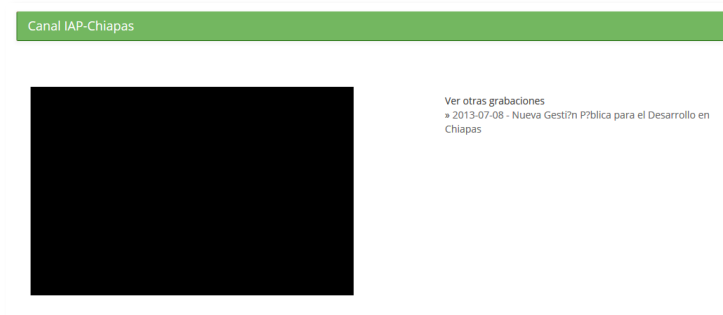 Canal IAP-Chiapas
Ver otras grabaciones
» 2013-07-08 - Nueva Gesti?n P?blica para el Desarrollo en
Chiapas